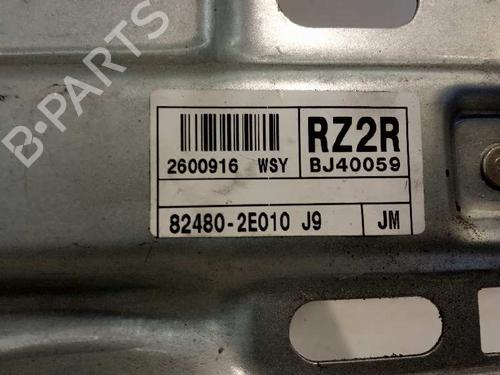 B-PARTS
RZ2R
2600916 WSY
BJ40059
82480-2E010 J9
JM